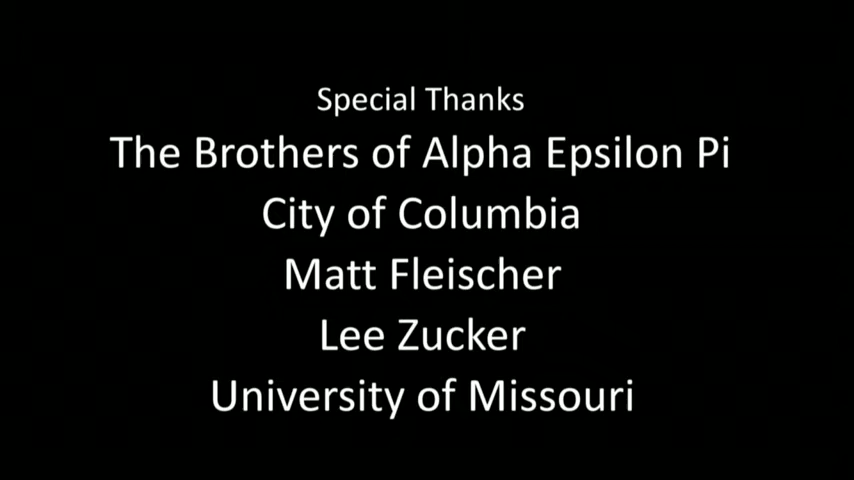 Special Thanks
The Brothers of Alpha Epsilon Pi
City of Columbia
Matt Fleischer
Lee Zucker
University of Missouri